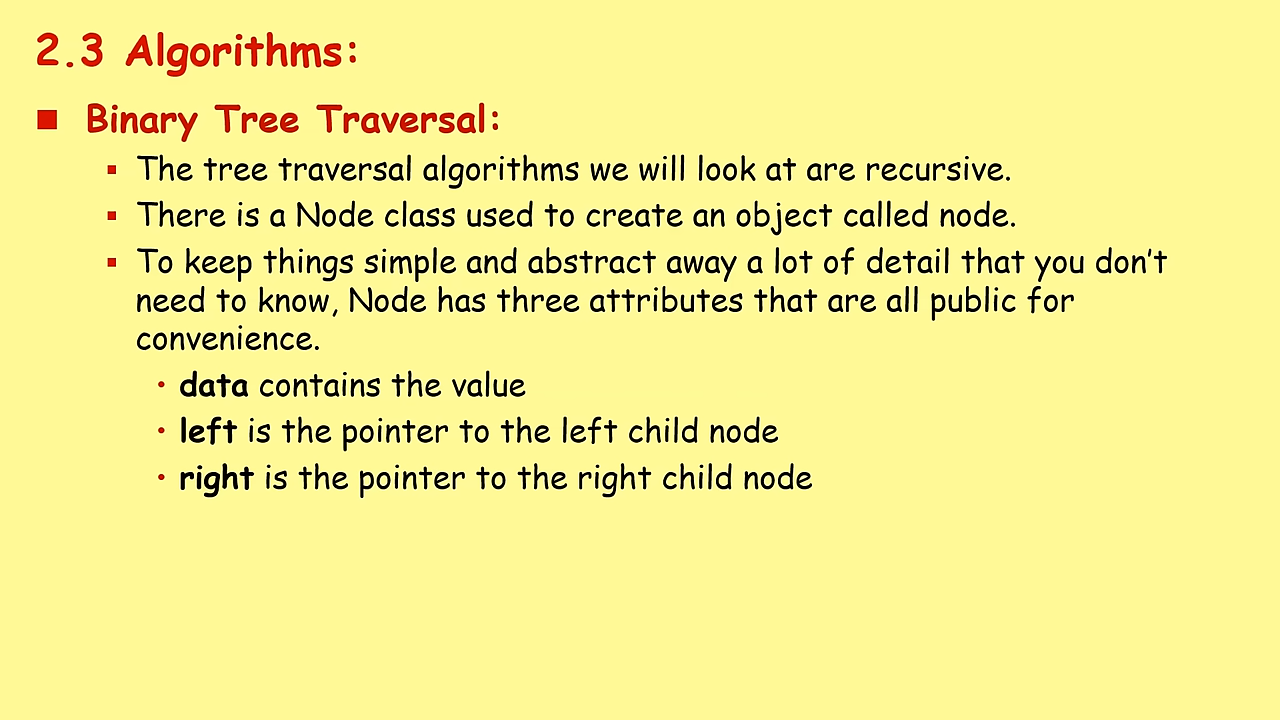 2.3 Algorithms:
Binary Tree Traversal:
The tree traversal algorithms we will look at are recursive.
There is a Node class used to create an object called node.
To keep things simple and abstract away a lot of detail that you don't
need to know, Node has three attributes that are all public for
convenience.
data contains the value
left is the pointer to the left child node
right is the pointer to the right child node